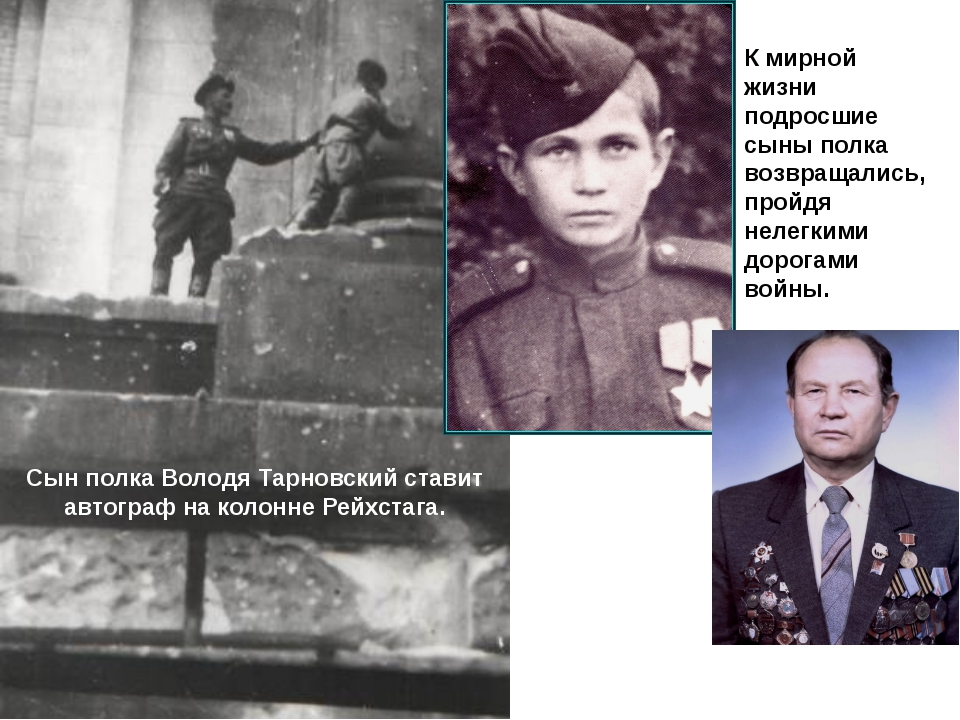 К мирной
жизни
подросшие
сыны полка
возвращались,
пройдя
нелегкими
дорогами
войны.
Сын полка Володя Тарновский ставит
автограф на колонне Рейхстага.